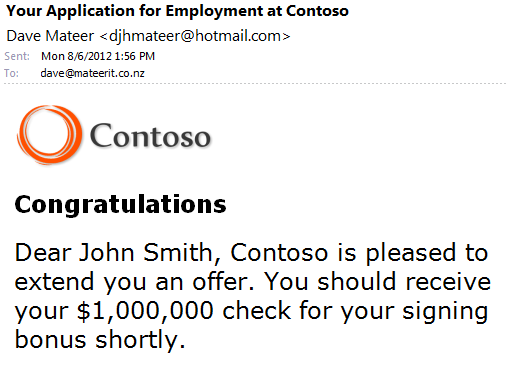 Your Application for Employment at Contoso
Dave Mateer <djhmateer@hotmail.com>
Sent: Mon 8/6/2012 1:56 PM
To: dave@mateerit.co.nz
Contoso
Congratulations
Dear John Smith, Contoso is pleased to
extend you an offer. You should receive
your $1,000,000 check for your signing
bonus shortly.